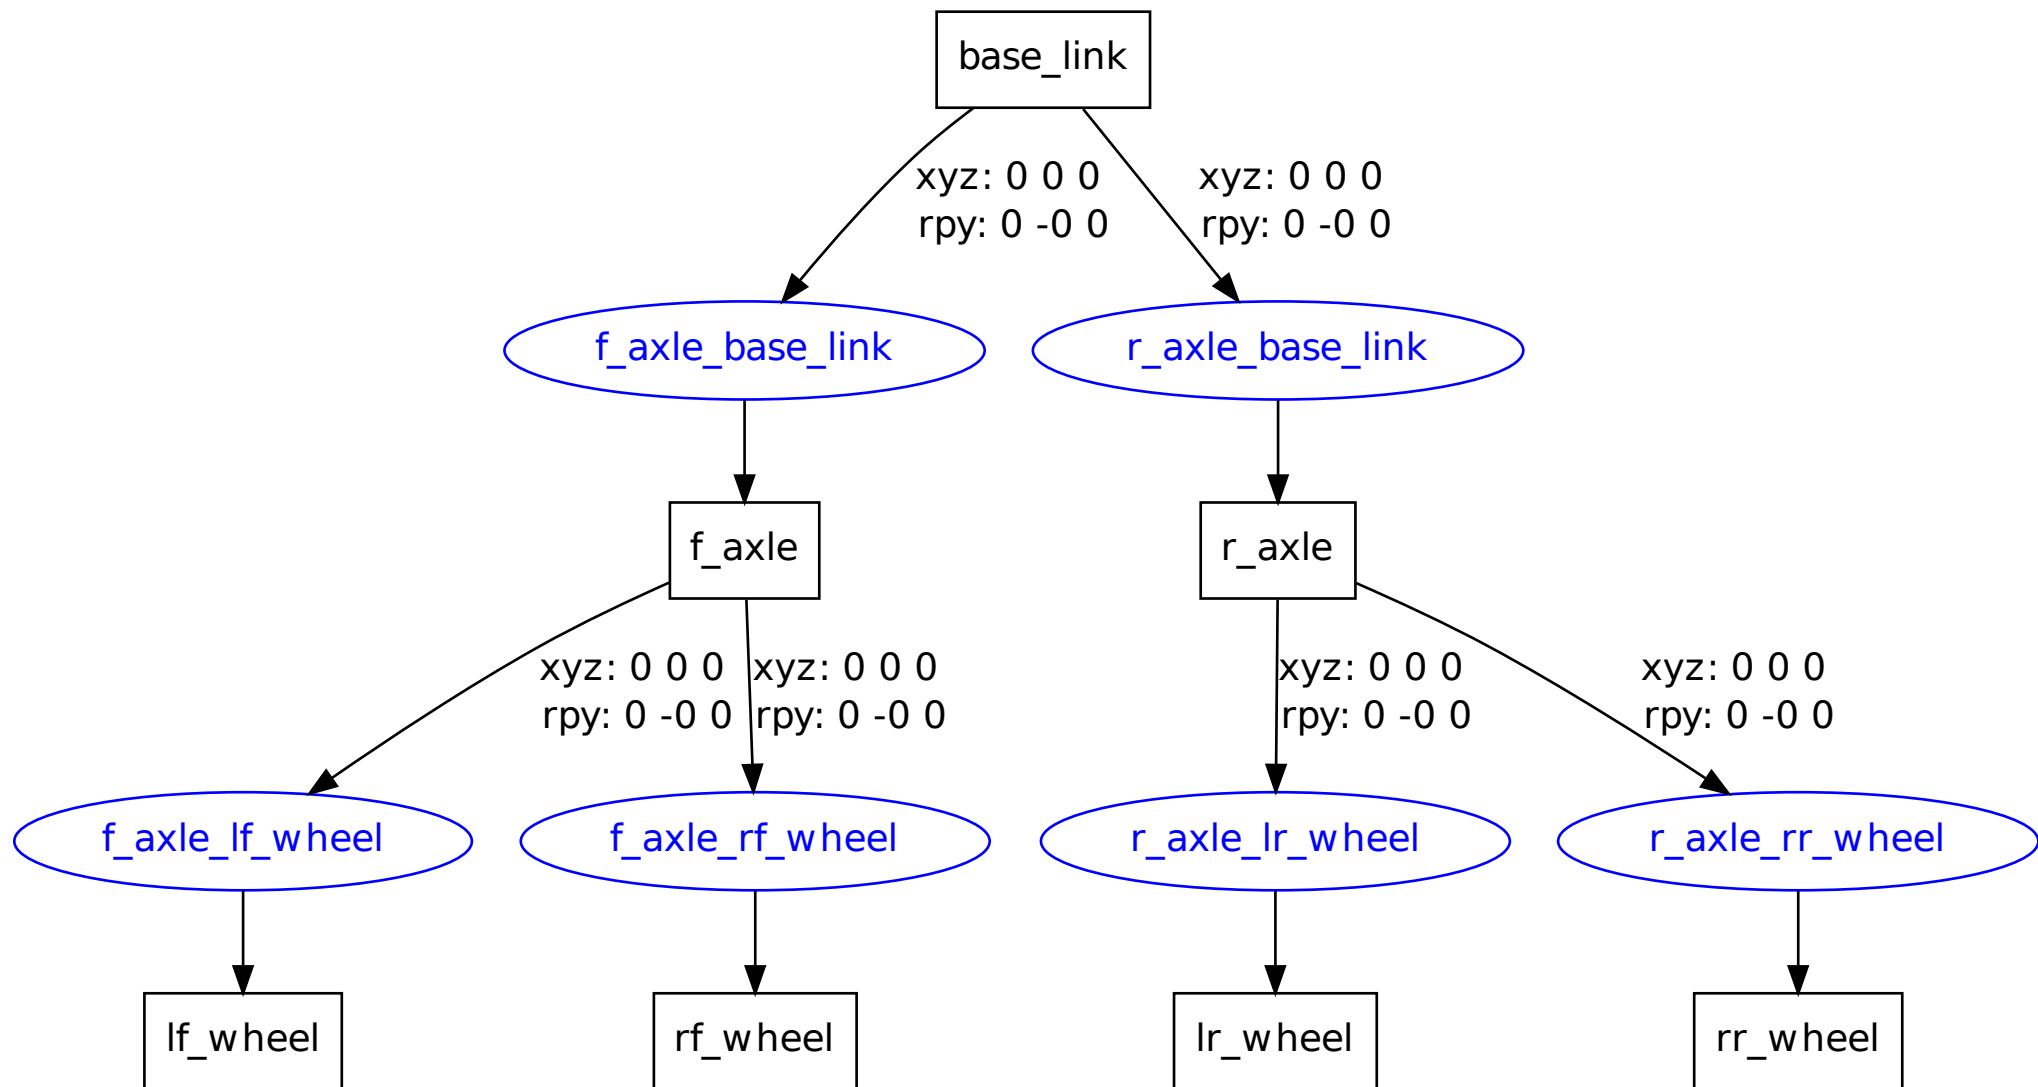 base_link
xyz: 0 0 0
rpy: 0 -0 0
xyz: 0 0 0
rpy: 0 -0 0
f_axle_base_link
r_axle_base_link
f_axle
r_axle
xyz: 0 0 0
rpy: 0 -0 0
xyz: 0 0 0
rpy: 0 -0 0
xyz: 0 0 0
rpy: 0 -0 0
xyz: 0 0 0
rpy: 0 -0 0
f_axle_lf_wheel
f_axle_rf_wheel
r_axle_lr_wheel
r_axle_rr_wheel
lf_wheel
rf_wheel
lr_wheel
rr_wheel